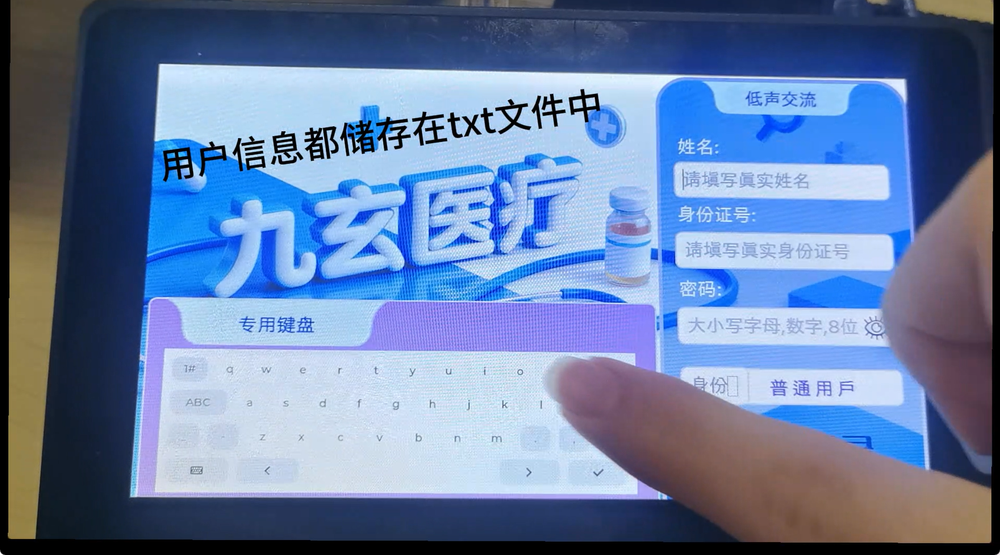 用户信息都储存在txt文件中
九玄医疗
低声交流
姓名:
请填写真实姓名
身份证号:
请填写真实身份证号
密码:
大小写字母,数字,8位
身份
普通用户
专用键盘
1# q w e r t y u i o
ABC a s d f g h j k l
_ - z x c v b n m . ,